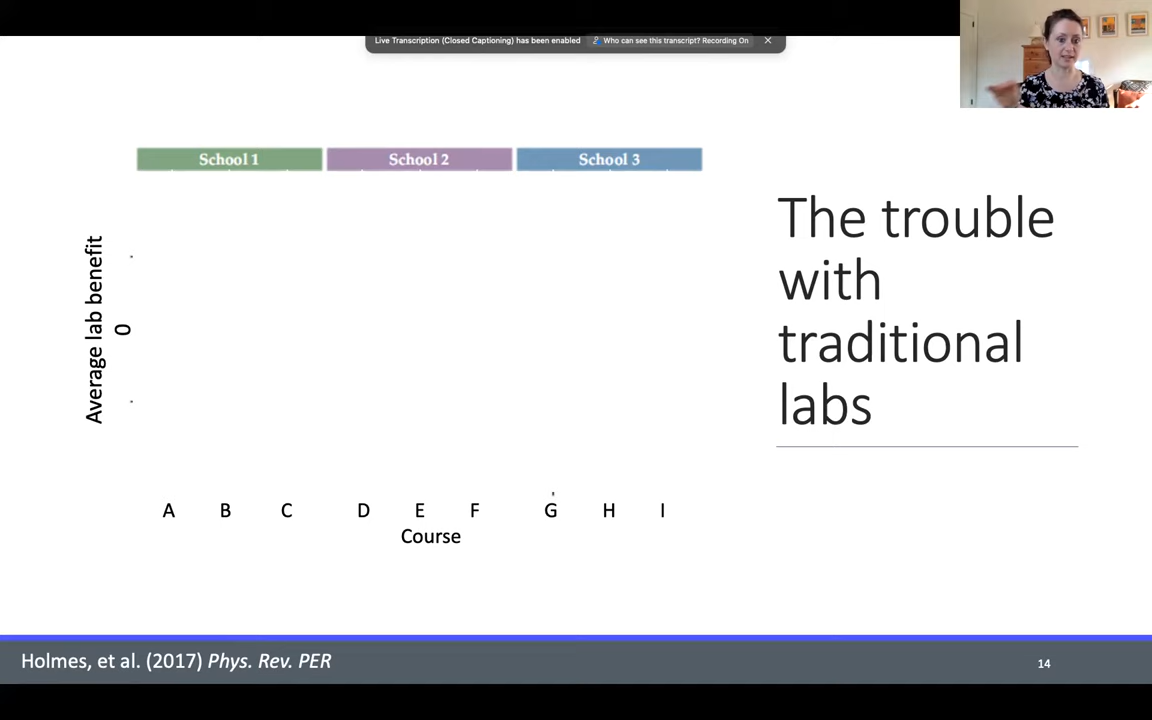 Live Transcription (Closed Captioning) has been enabled
Who can see this transcript? Recording On
School 1
School 2
School 3
Average lab benefit
0
A B C D E F G H I
Course
The trouble
with
traditional
labs
Holmes, et al. (2017) Phys. Rev. PER
14